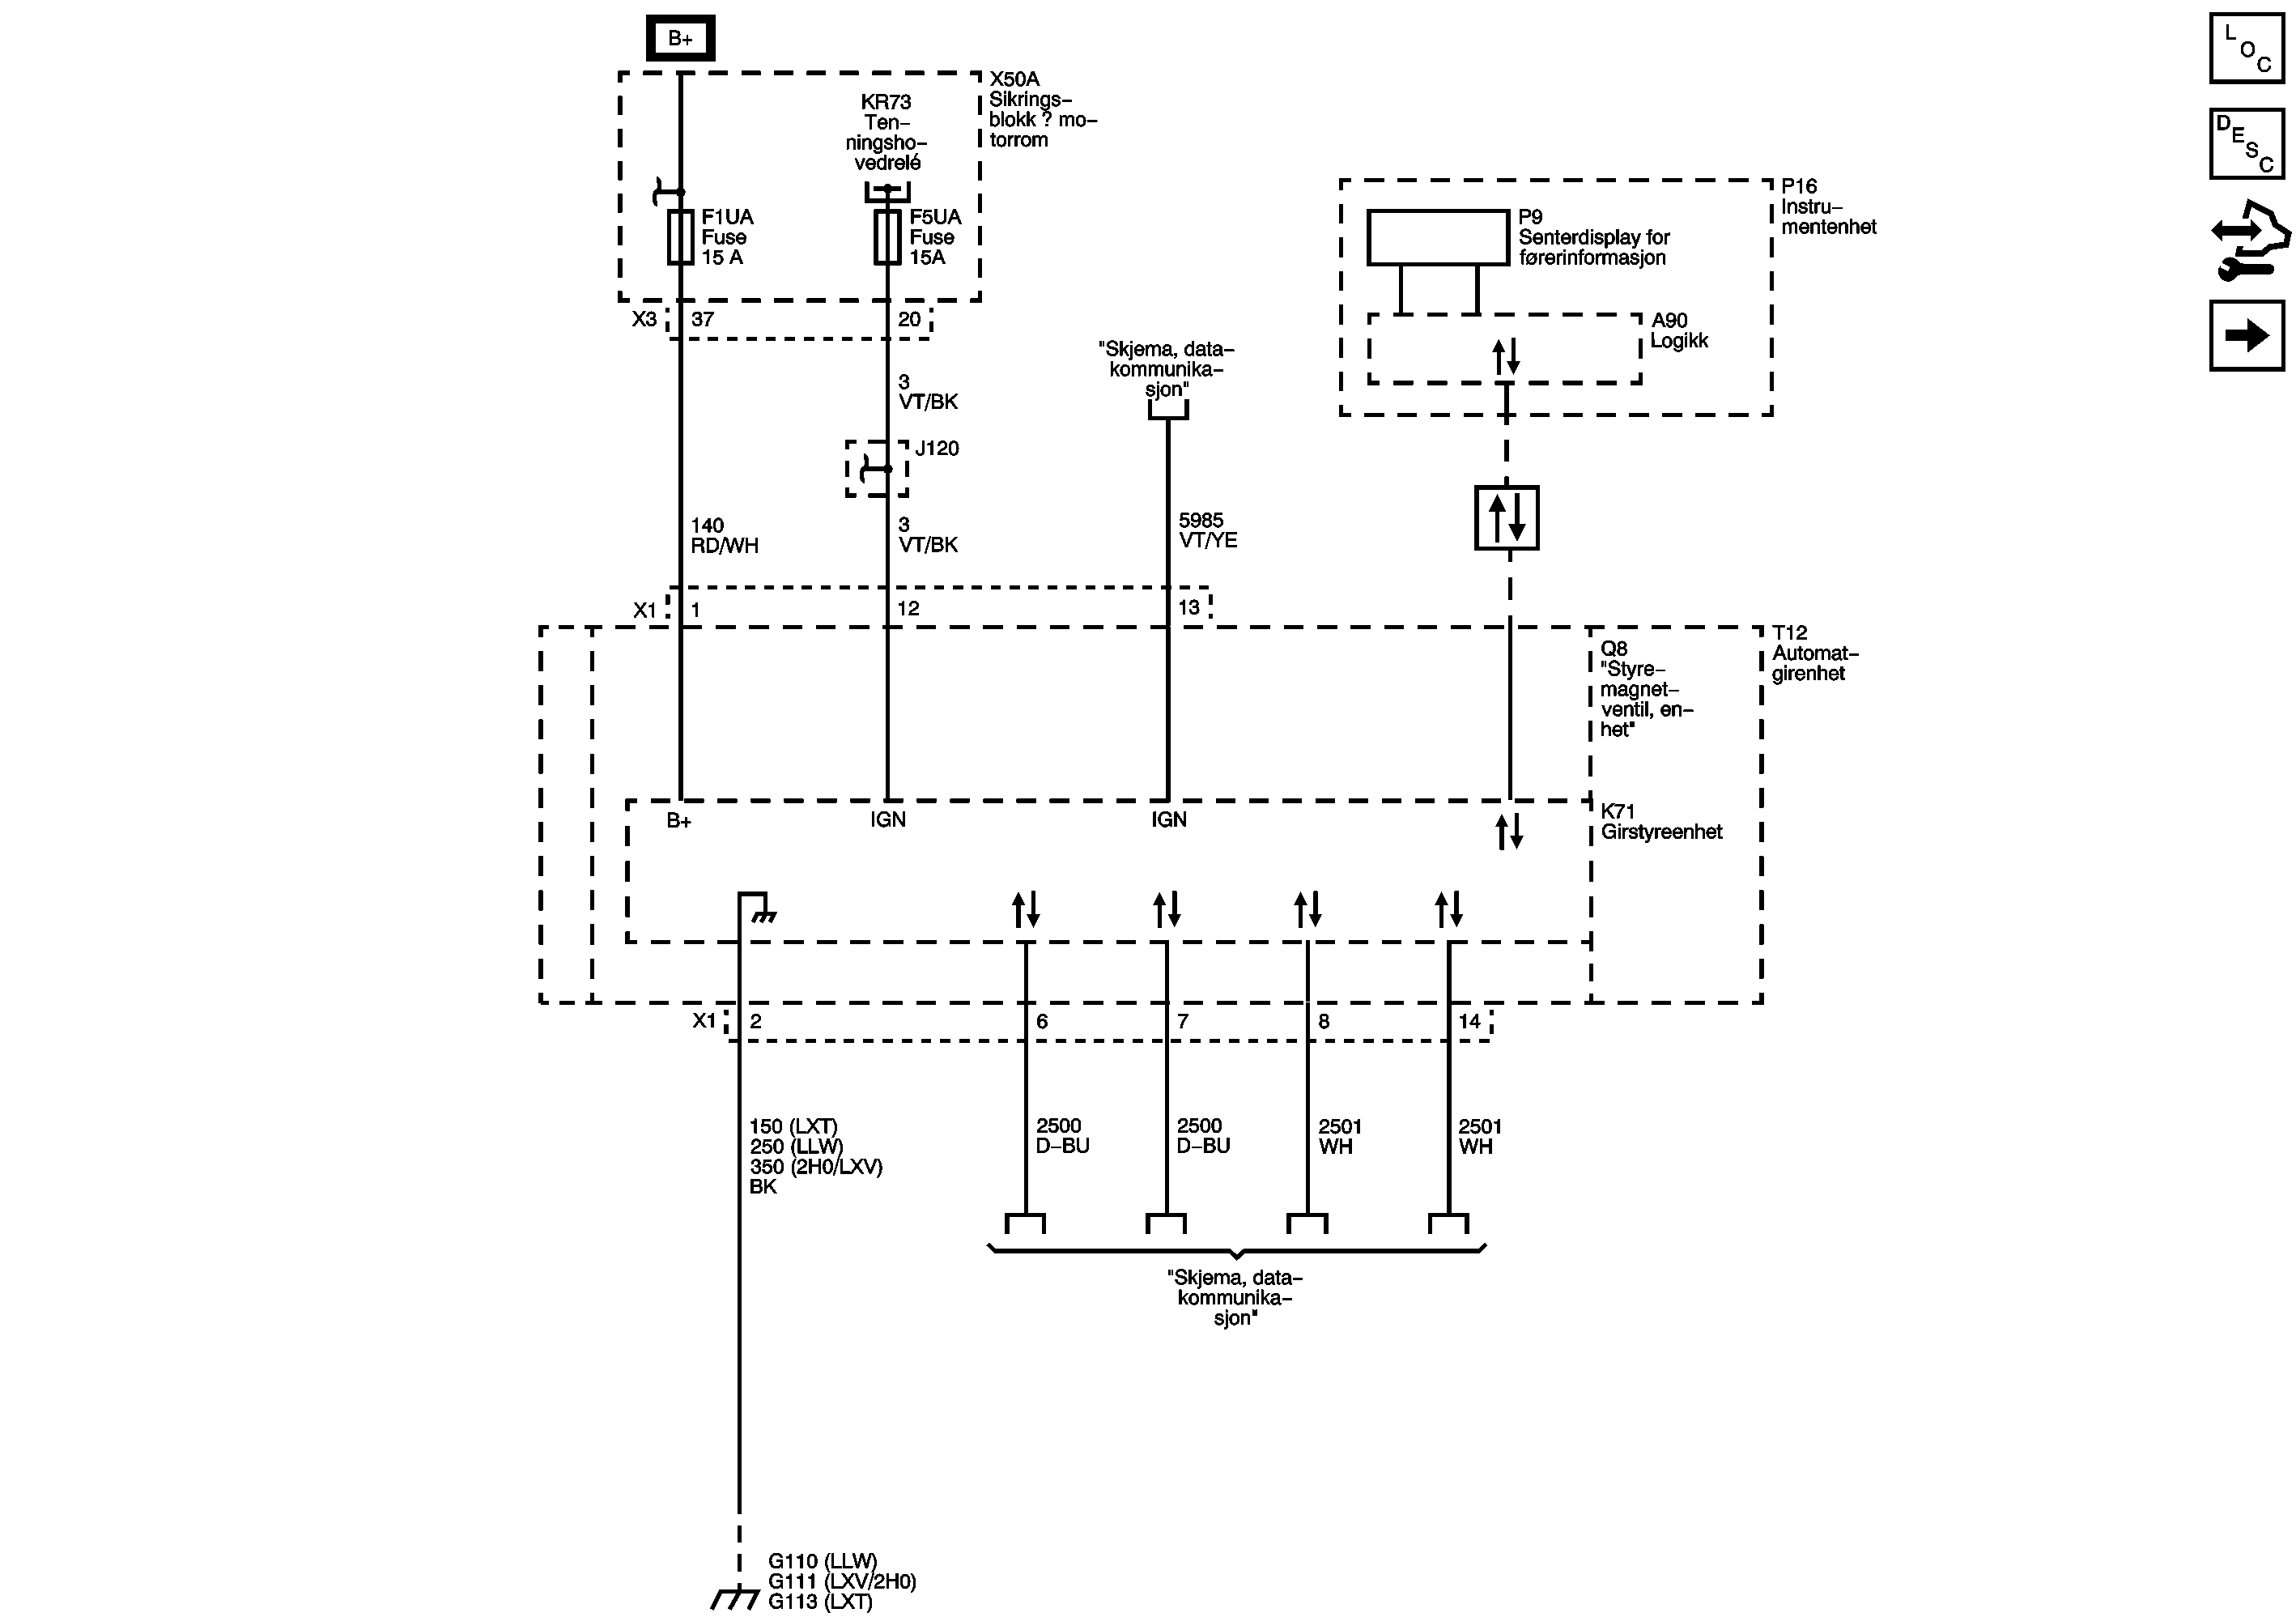 B+
X50A
Sikrings–
blokk ? mo–
torrom
KR73
Ten–
ningsho–
vedrelé
F1UA
Fuse
15 A
F5UA
Fuse
15A
X3
37
20
3
VT/BK
J120
140
RD/WH
3
VT/BK
"Skjema, data–
kommunika–
sjon"
5985
VT/YE
P16
Instru–
mentenhet
P9
Senterdisplay for
førerinformasjon
A90
Logikk
LOC
DESC
X1
1
12
13
T12
Automat–
girenhet
Q8
"Styre–
magnet–
ventil, en–
het"
B+
IGN
IGN
K71
Girstyreenhet
X1
2
6
7
8
14
150 (LXT)
250 (LLW)
350 (2H0/LXV)
BK
2500
D–BU
2500
D–BU
2501
WH
2501
WH
"Skjema, data–
kommunika–
sjon"
G110 (LLW)
G111 (LXV/2H0)
G113 (LXT)